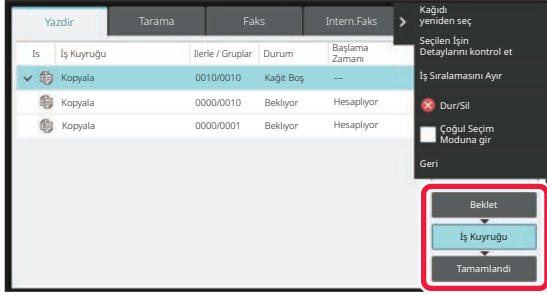 Yazdir Tarama Faks Intern.Faks
Is İş Kuyruğu Ilerle / Gruplar Durum Başlama
Zamanı
Kopyala 0010/0010 Kağit Boş ---
Kopyala 0000/0010 Bekliyor Hesaplıyor
Kopyala 0000/0001 Bekliyor Hesaplıyor
Kağıdı
yeniden seç
Seçilen İşin
Detaylarını kontrol et
İş Sıralamasını Ayır
Dur/Sil
Çoğul Seçim
Moduna gir
Geri
Beklet
İş Kuyruğu
Tamamlandi